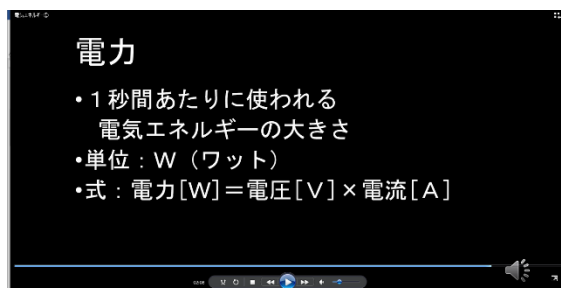 電力
•１秒間あたりに使われる
電気エネルギーの大きさ
•単位：Ｗ（ワット）
•式：電力[Ｗ]＝電圧[Ｖ]×電流[Ａ]